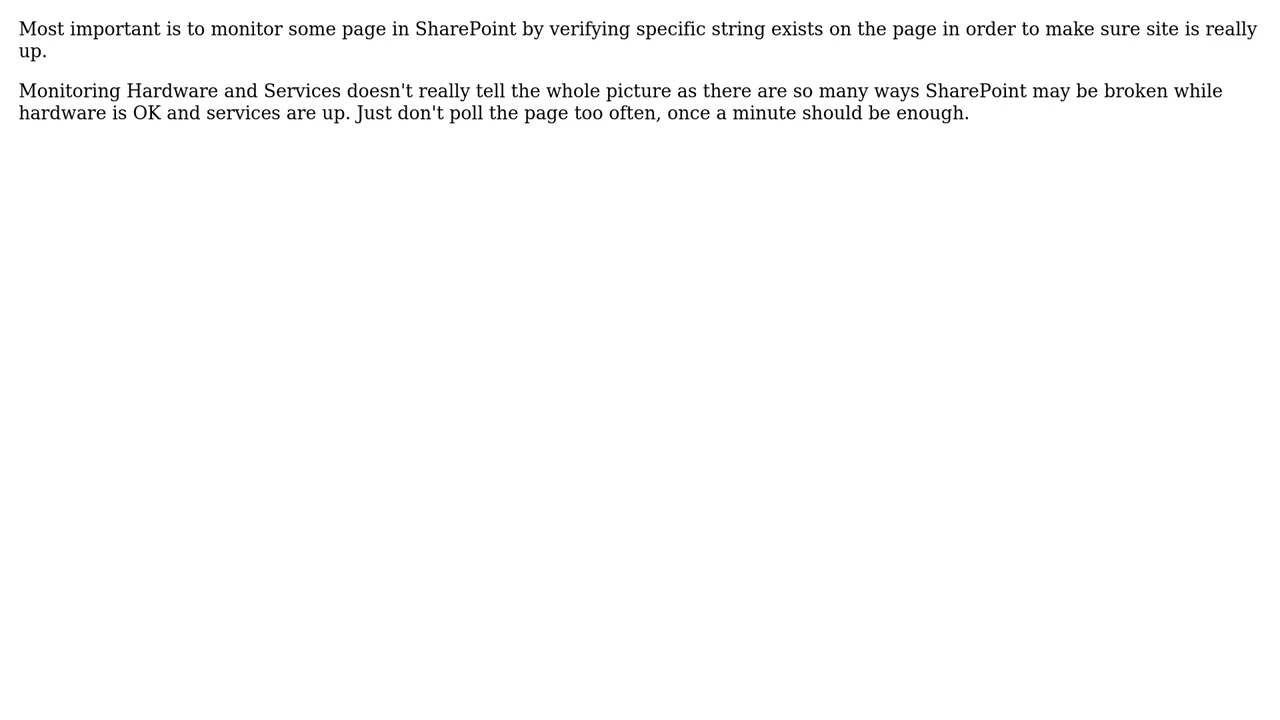 Most important is to monitor some page in SharePoint by verifying specific string exists on the page in order to make sure site is really
up.
Monitoring Hardware and Services doesn't really tell the whole picture as there are so many ways SharePoint may be broken while
hardware is OK and services are up. Just don't poll the page too often, once a minute should be enough.